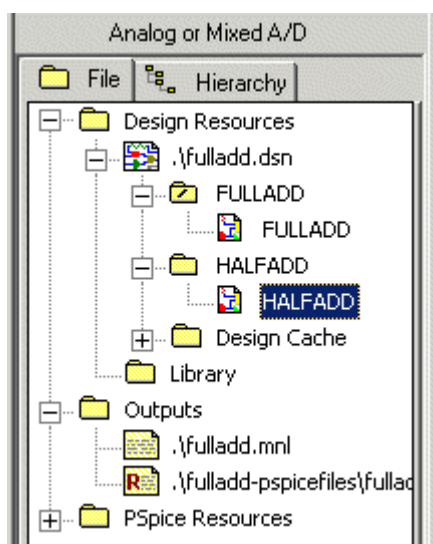 Analog or Mixed A/D
File Hierarchy
Design Resources
.\fulladd.dsn
FULLADD
FULLADD
HALFADD
HALFADD
Design Cache
Library
Outputs
.\fulladd.mnl
R .\fulladd-pspicefiles\fullad
PSpice Resources